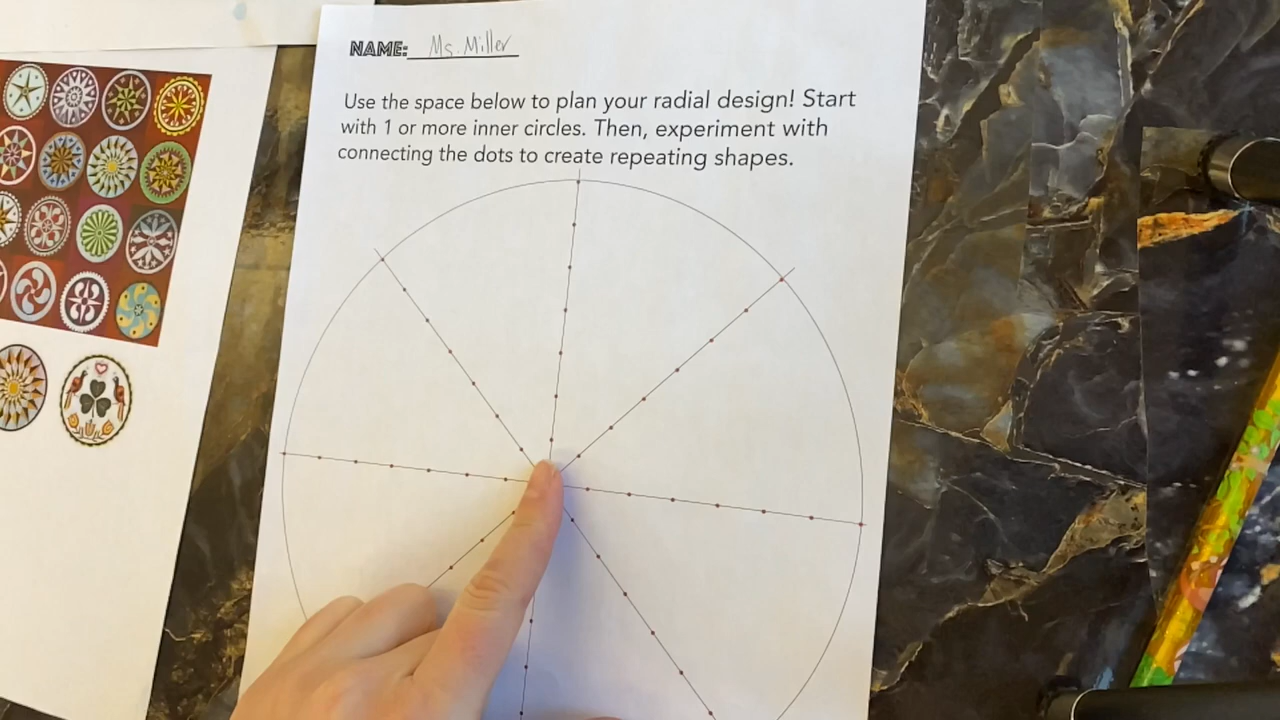 NAME: Ms. Miller
Use the space below to plan your radial design! Start
with 1 or more inner circles. Then, experiment with
connecting the dots to create repeating shapes.